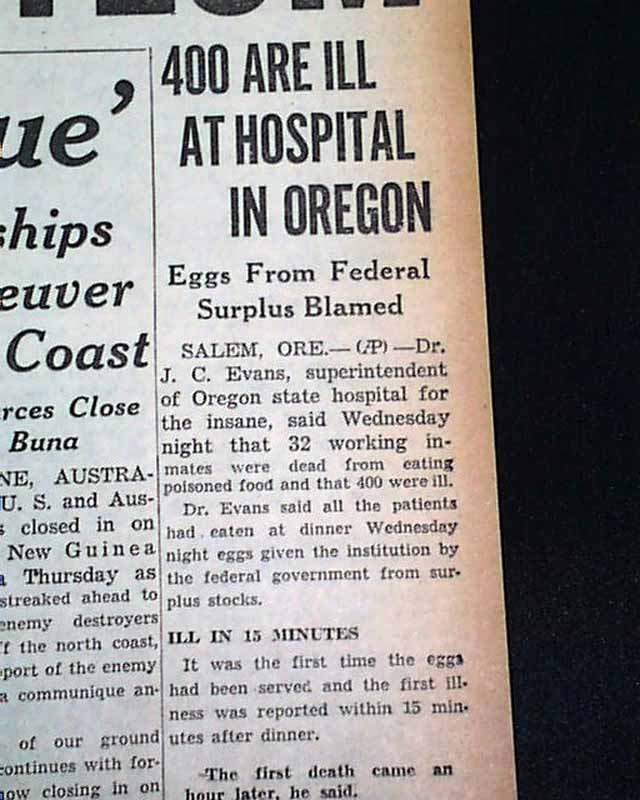 ue'
ships
euver
Coast
rces Close
Buna
NE, AUSTRA-
U. S. and Aus-
s closed in on
New Guinea
a Thursday as
streaked ahead to
enemy destroyers
f the north coast,
port of the enemy
a communique an-
of our ground
continues with for-
now closing in on
400 ARE ILL
AT HOSPITAL
IN OREGON
Eggs From Federal
Surplus Blamed
SALEM, ORE.—(AP)—Dr.
J. C. Evans, superintendent
of Oregon state hospital for
the insane, said Wednesday
night that 32 working in-
mates were dead from eating
poisoned food and that 400 were ill.
Dr. Evans said all the patients
had eaten at dinner Wednesday
night eggs given the institution by
the federal government from sur-
plus stocks.
ILL IN 15 MINUTES
It was the first time the eggs
had been served and the first ill-
ness was reported within 15 min-
utes after dinner.
The first death came an
hour later, he said.